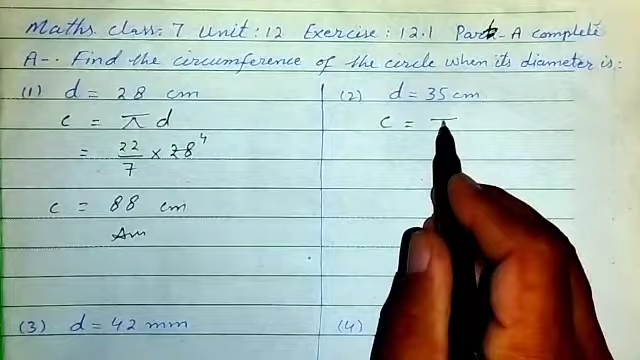 Maths. class: 7 Unit: 12 Exercise: 12.1 Part-A complete
A-. Find the circumference of the circle when its diameter is:
(1) d = 28 cm
c = π d
= 22/7 × 28 4
c = 88 cm
Ans
(2) d = 35 cm
c =
(3) d = 42 mm
(4)